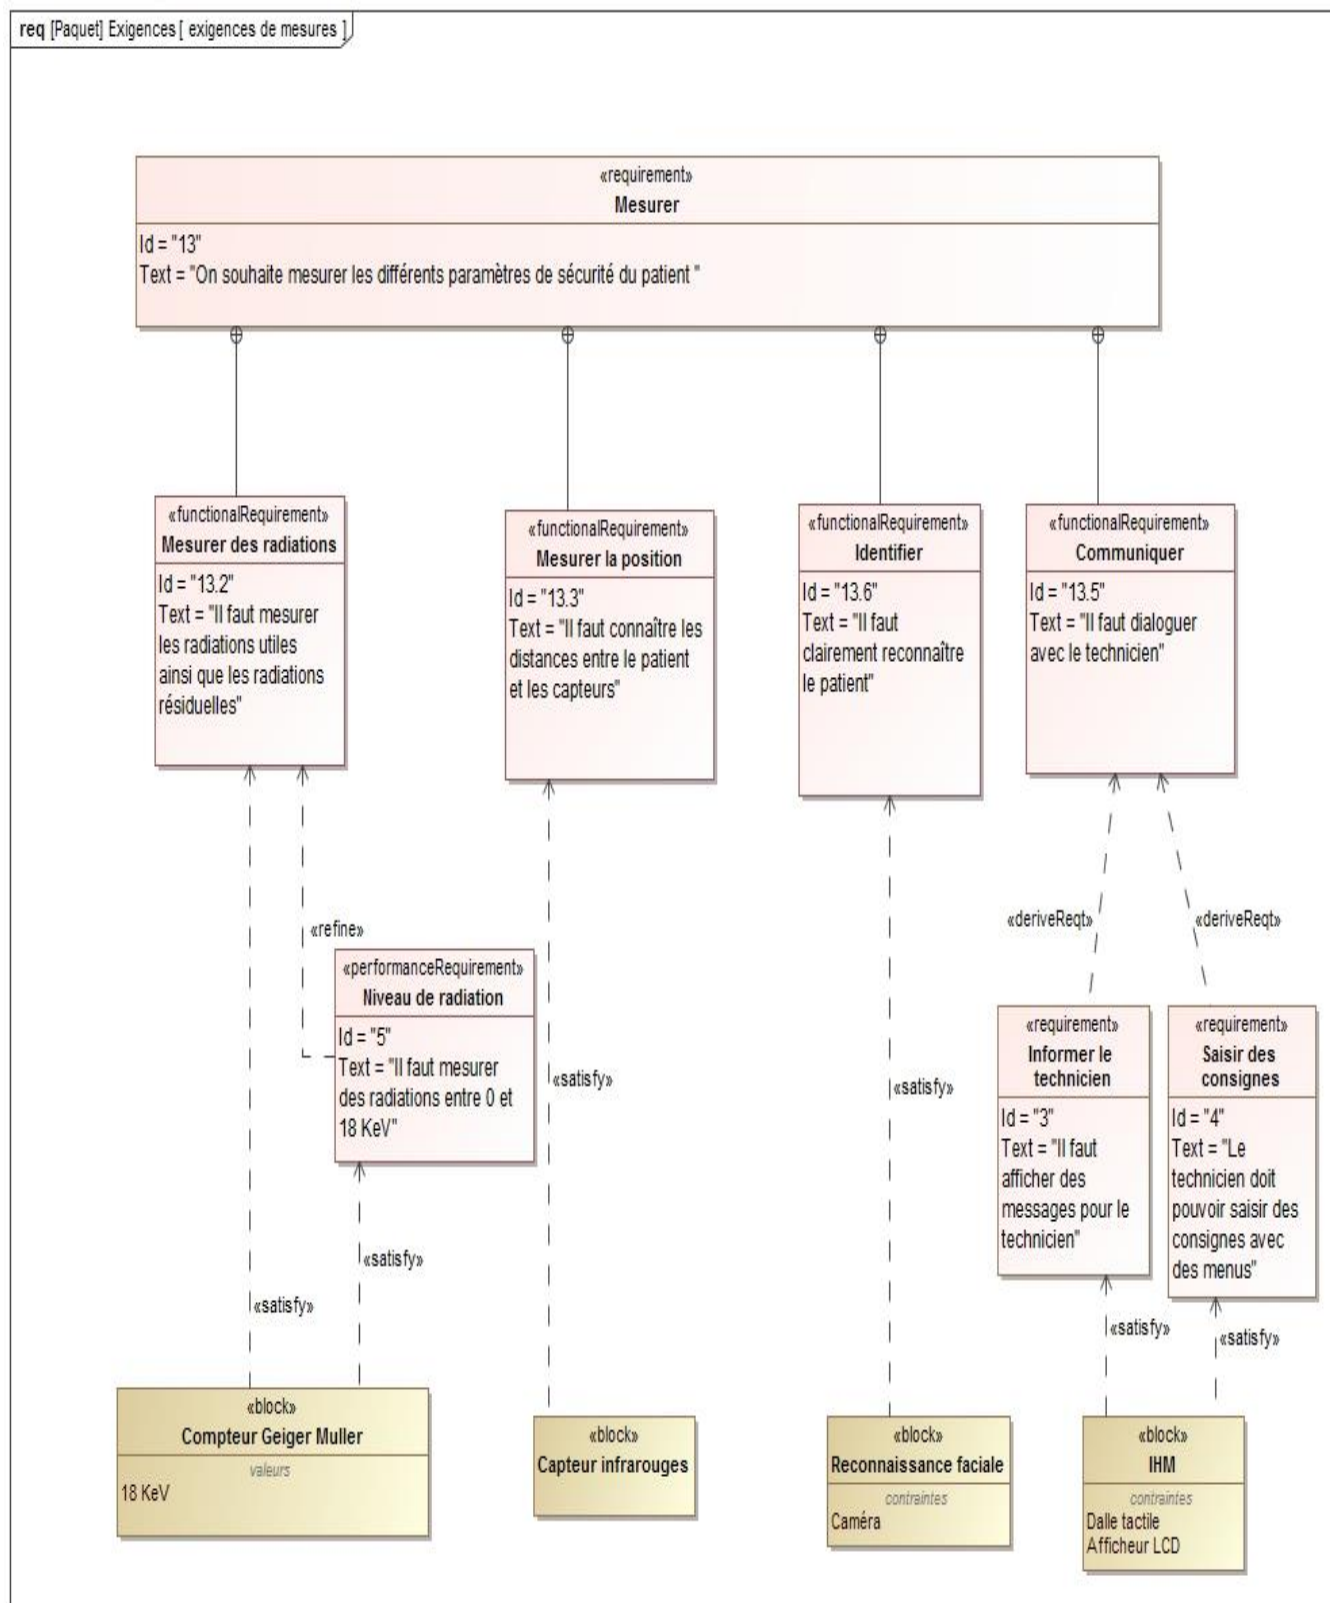 req [Paquet] Exigences [ exigences de mesures ]
«requirement»
Mesurer
Id = "13"
Text = "On souhaite mesurer les différents paramètres de sécurité du patient "
«functionalRequirement»
Mesurer des radiations
Id = "13.2"
Text = "Il faut mesurer
les radiations utiles
ainsi que les radiations
résiduelles"
«functionalRequirement»
Mesurer la position
Id = "13.3"
Text = "Il faut connaître les
distances entre le patient
et les capteurs"
«functionalRequirement»
Identifier
Id = "13.6"
Text = "Il faut
clairement reconnaître
le patient"
«functionalRequirement»
Communiquer
Id = "13.5"
Text = "Il faut dialoguer
avec le technicien"
«refine»
«deriveReqt»
«deriveReqt»
«performanceRequirement»
Niveau de radiation
Id = "5"
Text = "Il faut mesurer
des radiations entre 0 et
18 KeV"
«satisfy»
«satisfy»
«requirement»
Informer le
technicien
Id = "3"
Text = "Il faut
afficher des
messages pour le
technicien"
«requirement»
Saisir des
consignes
Id = "4"
Text = "Le
technicien doit
pouvoir saisir des
consignes avec
des menus"
«satisfy»
«satisfy»
«satisfy»
«satisfy»
«block»
Compteur Geiger Muller
valeurs
18 KeV
«block»
Capteur infrarouges
«block»
Reconnaissance faciale
contraintes
Caméra
«block»
IHM
contraintes
Dalle tactile
Afficheur LCD